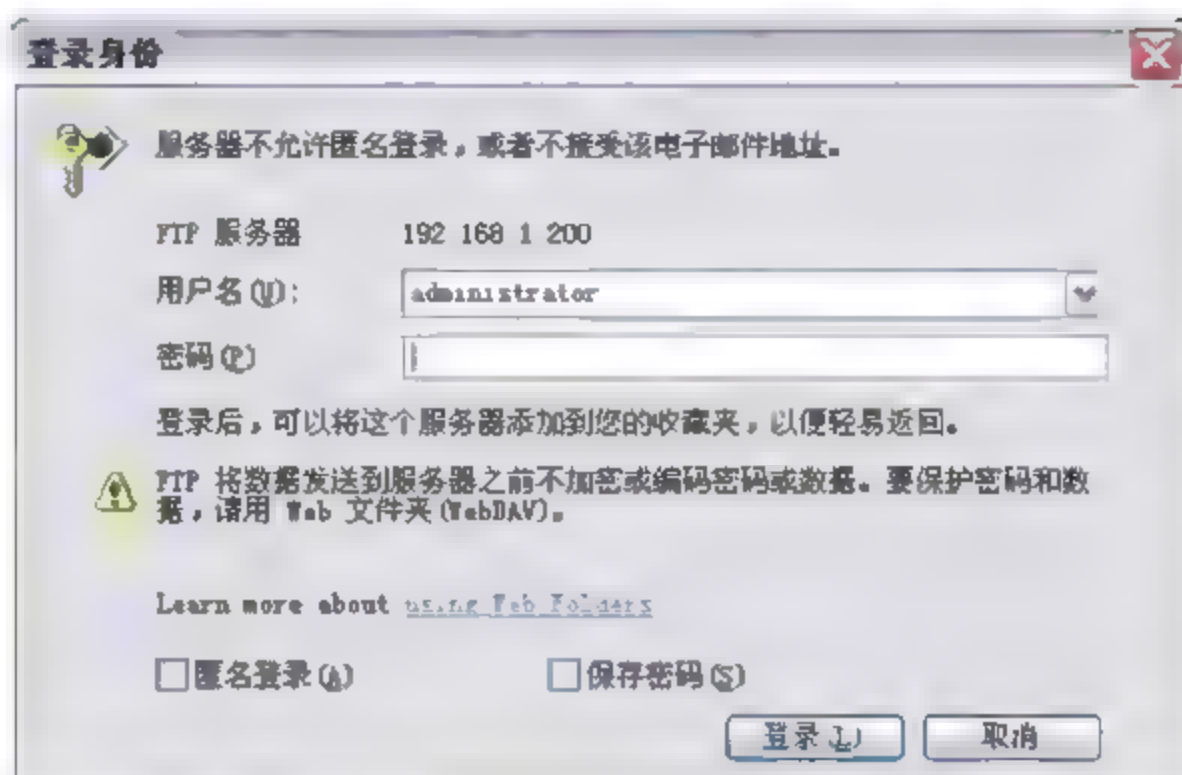 登录身份
服务器不允许匿名登录，或者不接受该电子邮件地址。
FTP 服务器 192 168 1 200
用户名(U): administrator
密码(P)
登录后，可以将这个服务器添加到您的收藏夹，以便轻易返回。
FTP 将数据发送到服务器之前不加密或编码密码或数据。要保护密码和数
据，请用 Web 文件夹(WebDAV)。
Learn more about using Web Folders
匿名登录(A) 保存密码(S)
登录(L) 取消